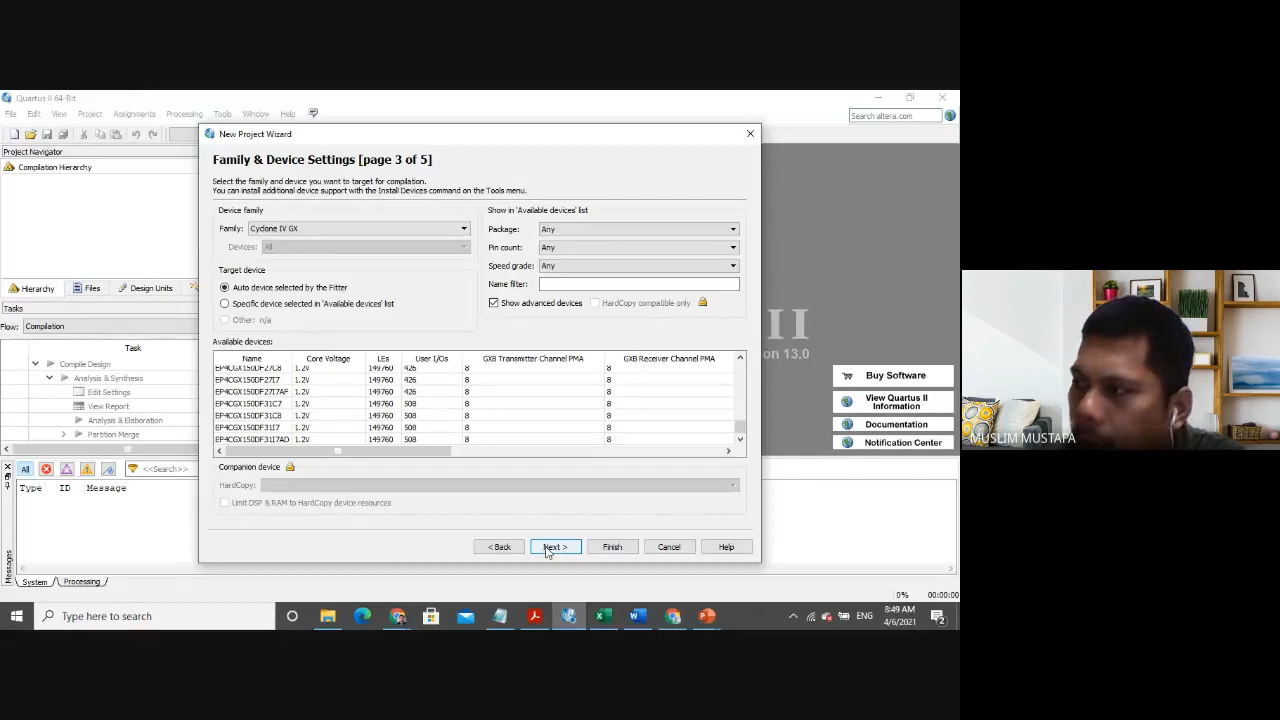 Quartus II 64-Bit
File Edit View Project Assignments Processing Tools Window Help
Search altera.com
Project Navigator
Compilation Hierarchy
Hierarchy Files Design Units
Tasks
Flow: Compilation
Task
Compile Design
Analysis & Synthesis
Edit Settings
View Report
Analysis & Elaboration
Partition Merge
New Project Wizard
Family & Device Settings [page 3 of 5]
Select the family and device you want to target for compilation.
You can install additional device support with the Install Devices command on the Tools menu.
Device family
Family: Cyclone IV GX
Devices: All
Target device
Auto device selected by the Fitter
Specific device selected in 'Available devices' list
Other: n/a
Show in 'Available devices' list
Package: Any
Pin count: Any
Speed grade: Any
Name filter:
Show advanced devices HardCopy compatible only
Available devices:
Name Core Voltage LEs User I/Os GXB Transmitter Channel PMA GXB Receiver Channel PMA
EP4CGX150DF27C8 1.2V 149760 426 8 8
EP4CGX150DF27I7 1.2V 149760 426 8 8
EP4CGX150DF27I7AF 1.2V 149760 426 8 8
EP4CGX150DF31C7 1.2V 149760 508 8 8
EP4CGX150DF31C8 1.2V 149760 508 8 8
EP4CGX150DF31I7 1.2V 149760 508 8 8
EP4CGX150DF31I7AD 1.2V 149760 508 8 8
Companion device
HardCopy:
Limit DSP & RAM to HardCopy device resources
< Back Next > Finish Cancel Help
II
on 13.0
Buy Software
View Quartus II
Information
Documentation
Notification Center
MUSLIM MUSTAPA
All <<Search>>
Type ID Message
Messages
System Processing
0% 00:00:00
Type here to search
ENG
8:49 AM
4/6/2021
2